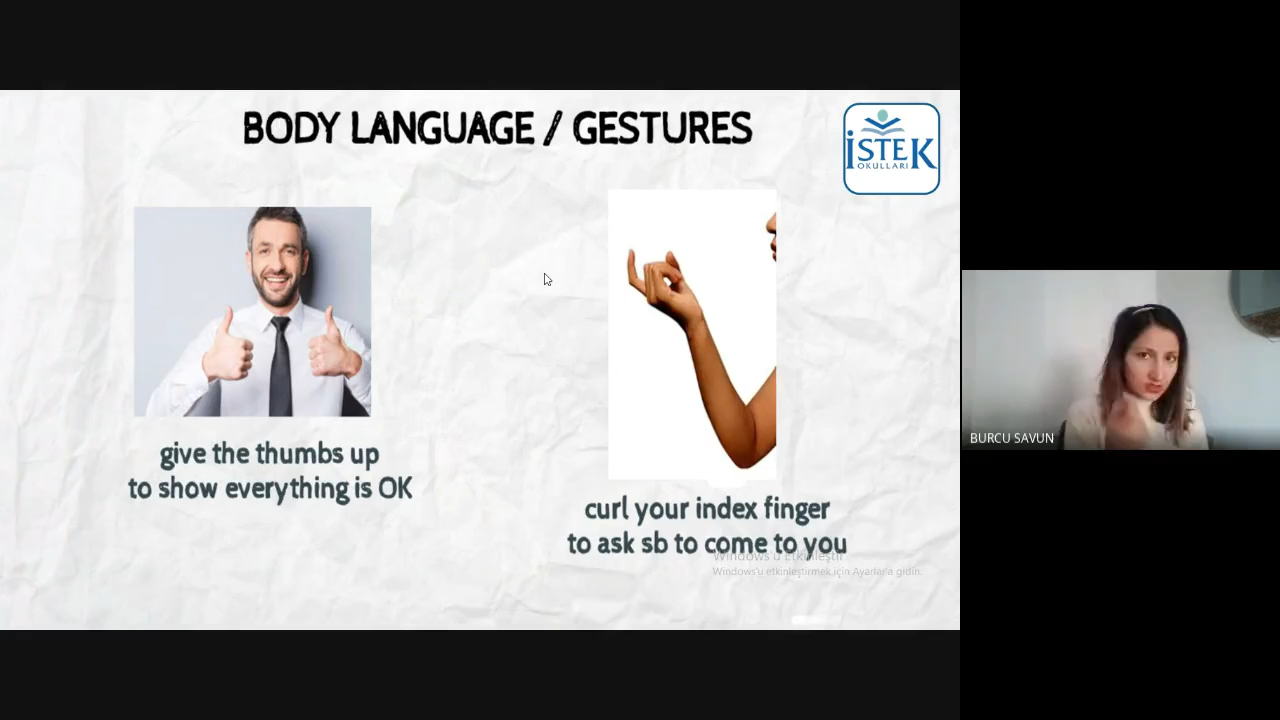 BODY LANGUAGE / GESTURES
İSTEK
OKULLARI
give the thumbs up
to show everything is OK
curl your index finger
to ask sb to come to you
Windows'u Etkinleştir
Windows'u etkinleştirmek için Ayarlar'a gidin.
BURCU SAVUN